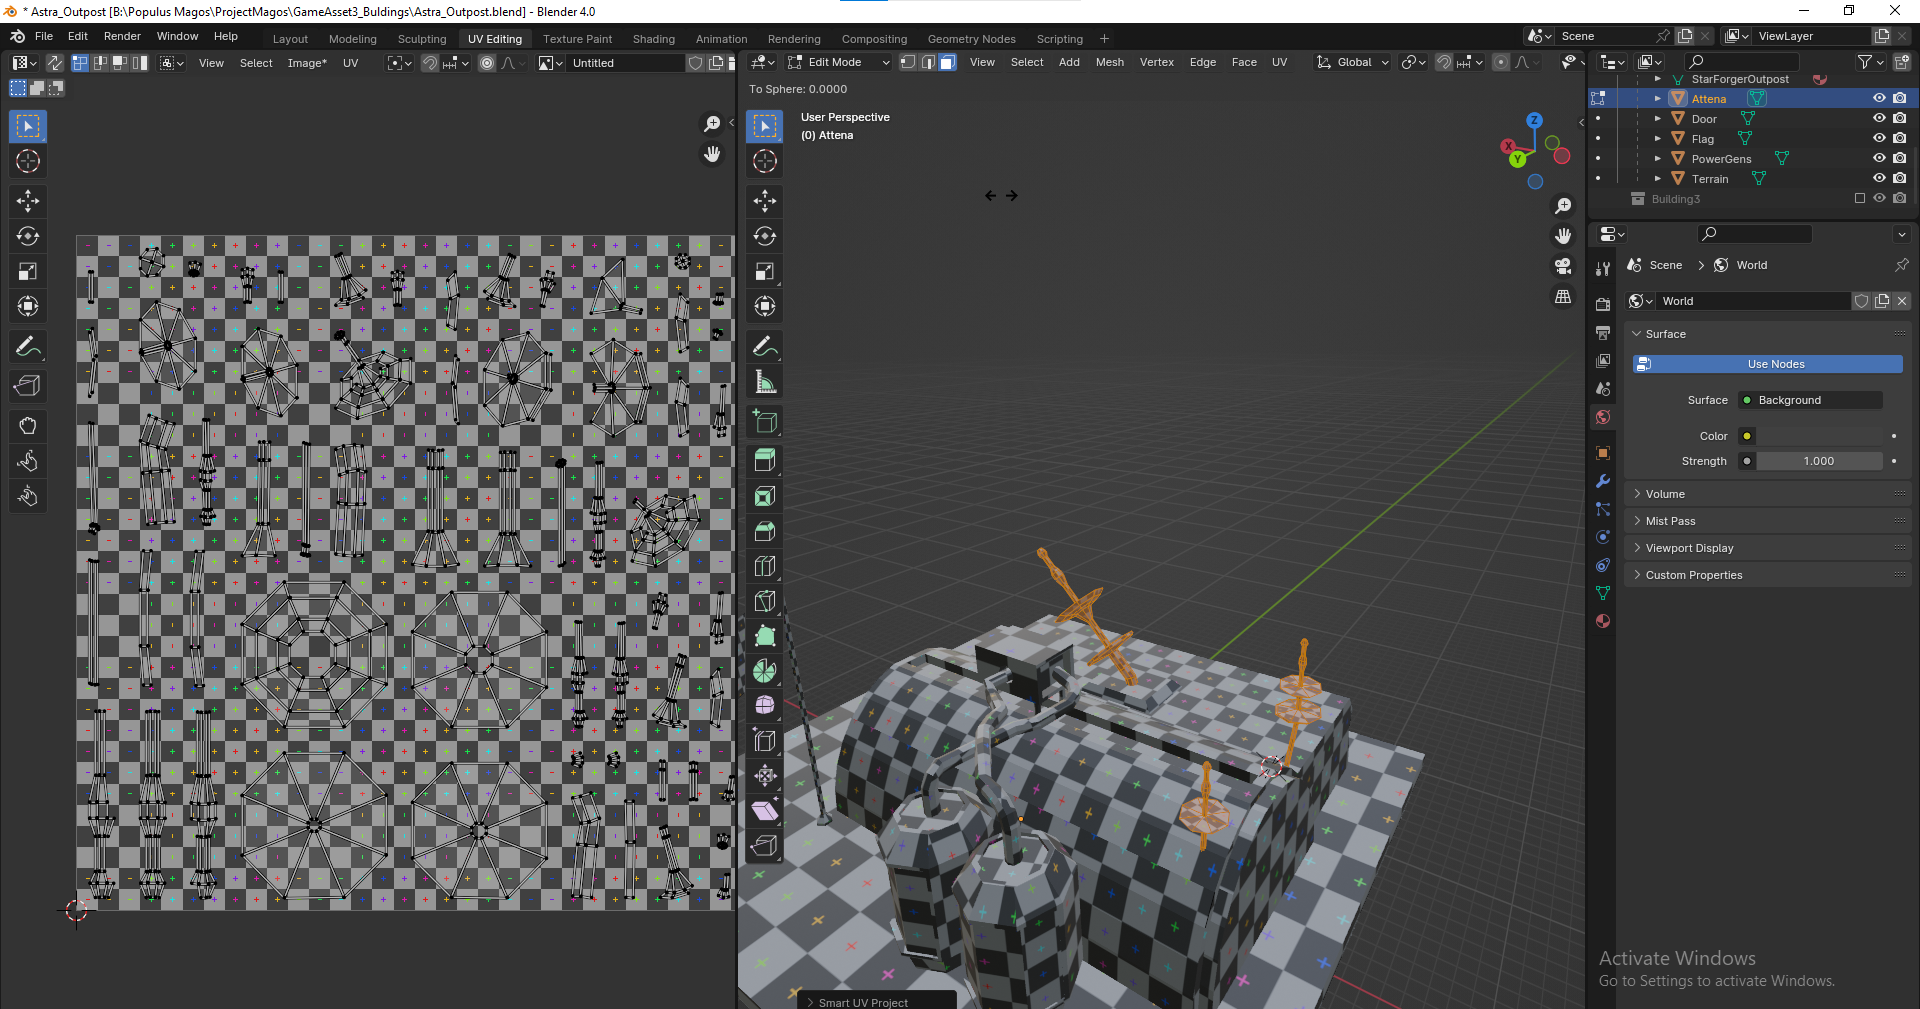 * Astra_Outpost [B:\Populus Magos\ProjectMagos\GameAsset3_Buldings\Astra_Outpost.blend] - Blender 4.0
File Edit Render Window Help
Layout Modeling Sculpting UV Editing Texture Paint Shading Animation Rendering Compositing Geometry Nodes Scripting +
Scene
ViewLayer
View Select Image* UV
Untitled
Edit Mode
View Select Add Mesh Vertex Edge Face UV
Global
To Sphere: 0.0000
User Perspective
(0) Attena
Z
X
Y
Smart UV Project
StarForgerOutpost
Attena
Door
Flag
PowerGens
Terrain
Building3
Scene > World
World
Surface
Use Nodes
Surface Background
Color
Strength 1.000
Volume
Mist Pass
Viewport Display
Custom Properties
Activate Windows
Go to Settings to activate Windows.